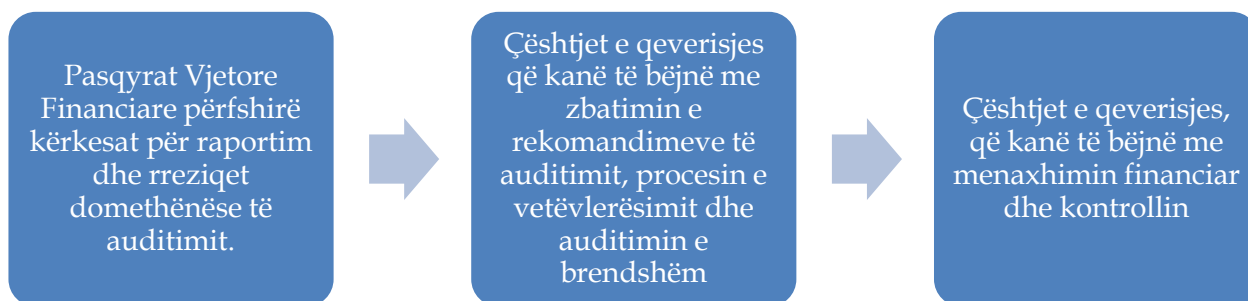 Pasqyrat Vjetore
Financiare përfshirë
kërkesat për raportim
dhe rreziqet
domethënëse të
auditimit.
Çështjet e qeverisjes
që kanë të bëjnë me
zbatimin e
rekomandimeve të
auditimit, procesin e
vetëvlerësimit dhe
auditimin e
brendshëm
Çështjet e qeverisjes,
që kanë të bëjnë me
menaxhimin financiar
dhe kontrollin